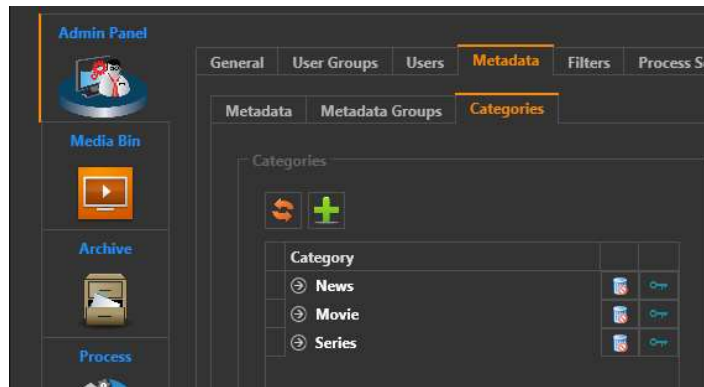 Admin Panel
General User Groups Users Metadata Filters Process S
Metadata Metadata Groups Categories
Media Bin
Categories
Archive
Category
News
Movie
Series
Process